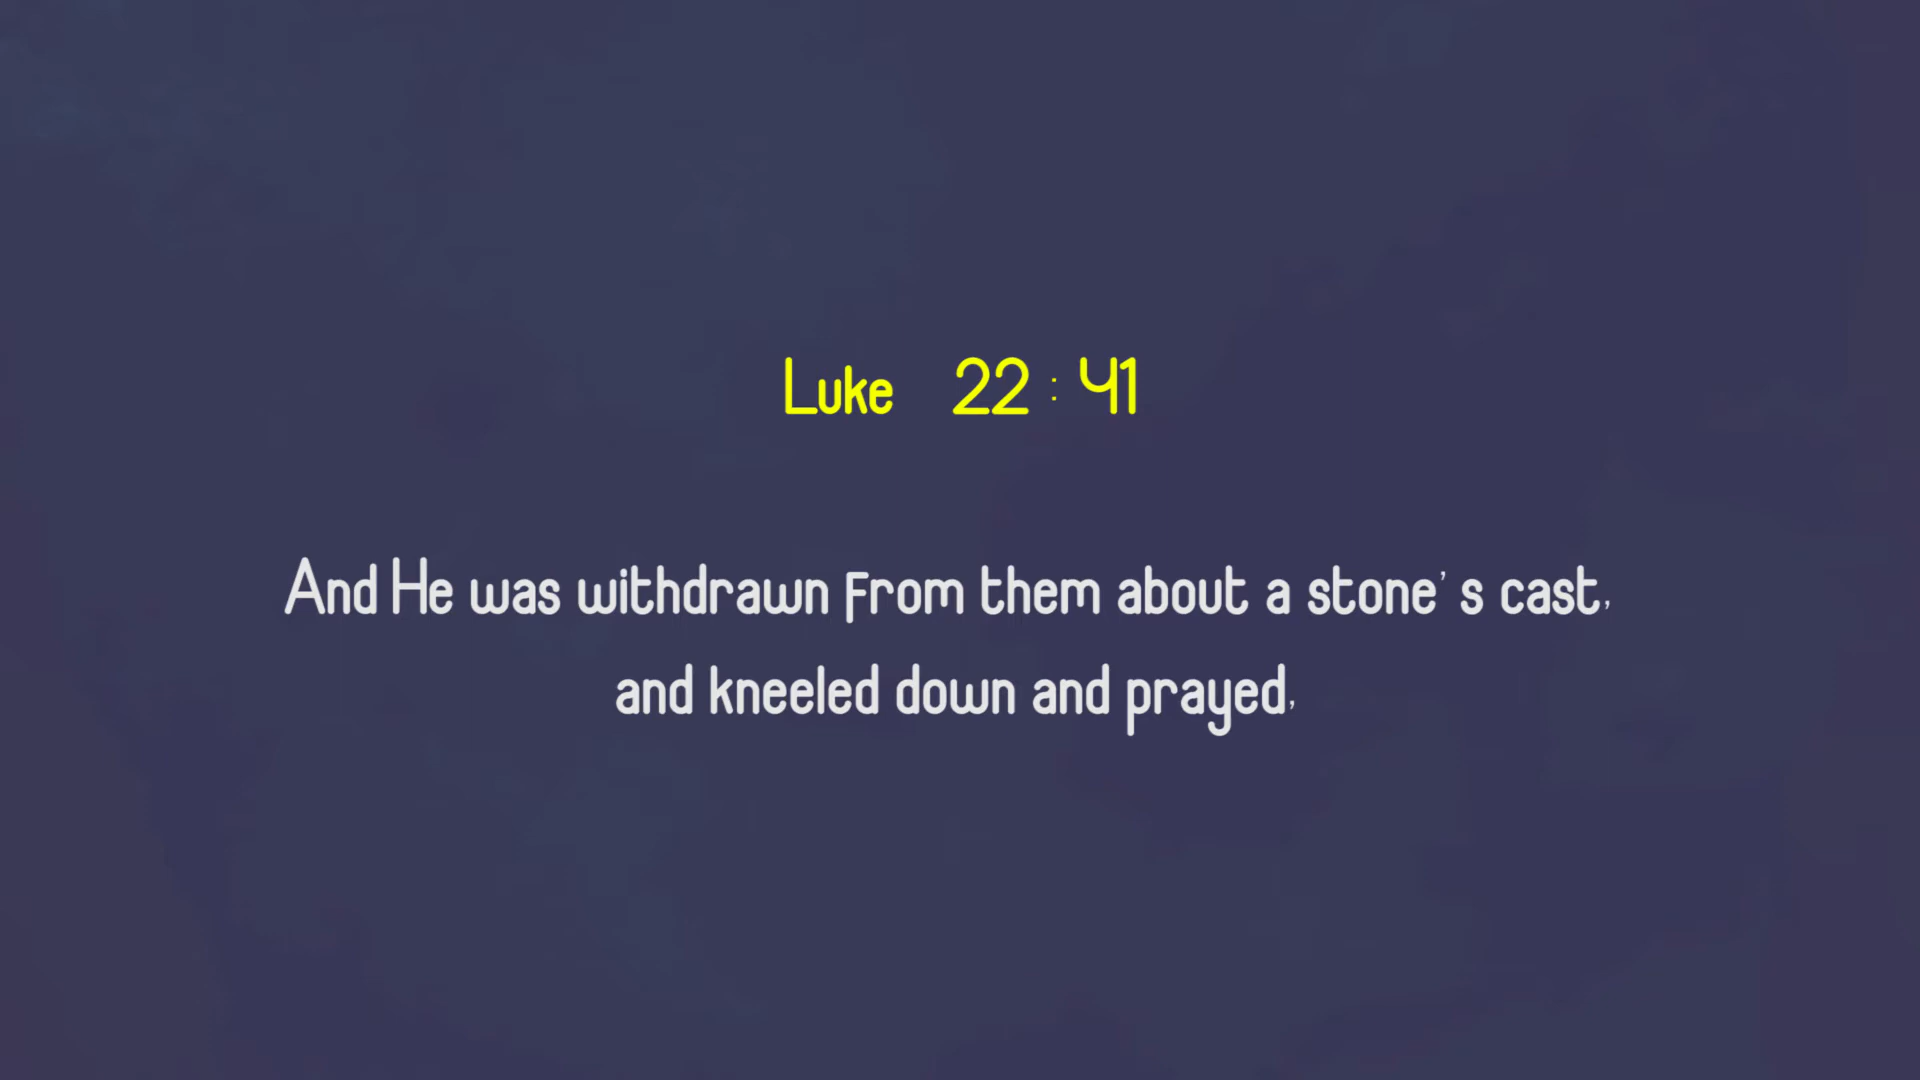 Luke 22 : 41
And He was withdrawn from them about a stone's cast,
and kneeled down and prayed,